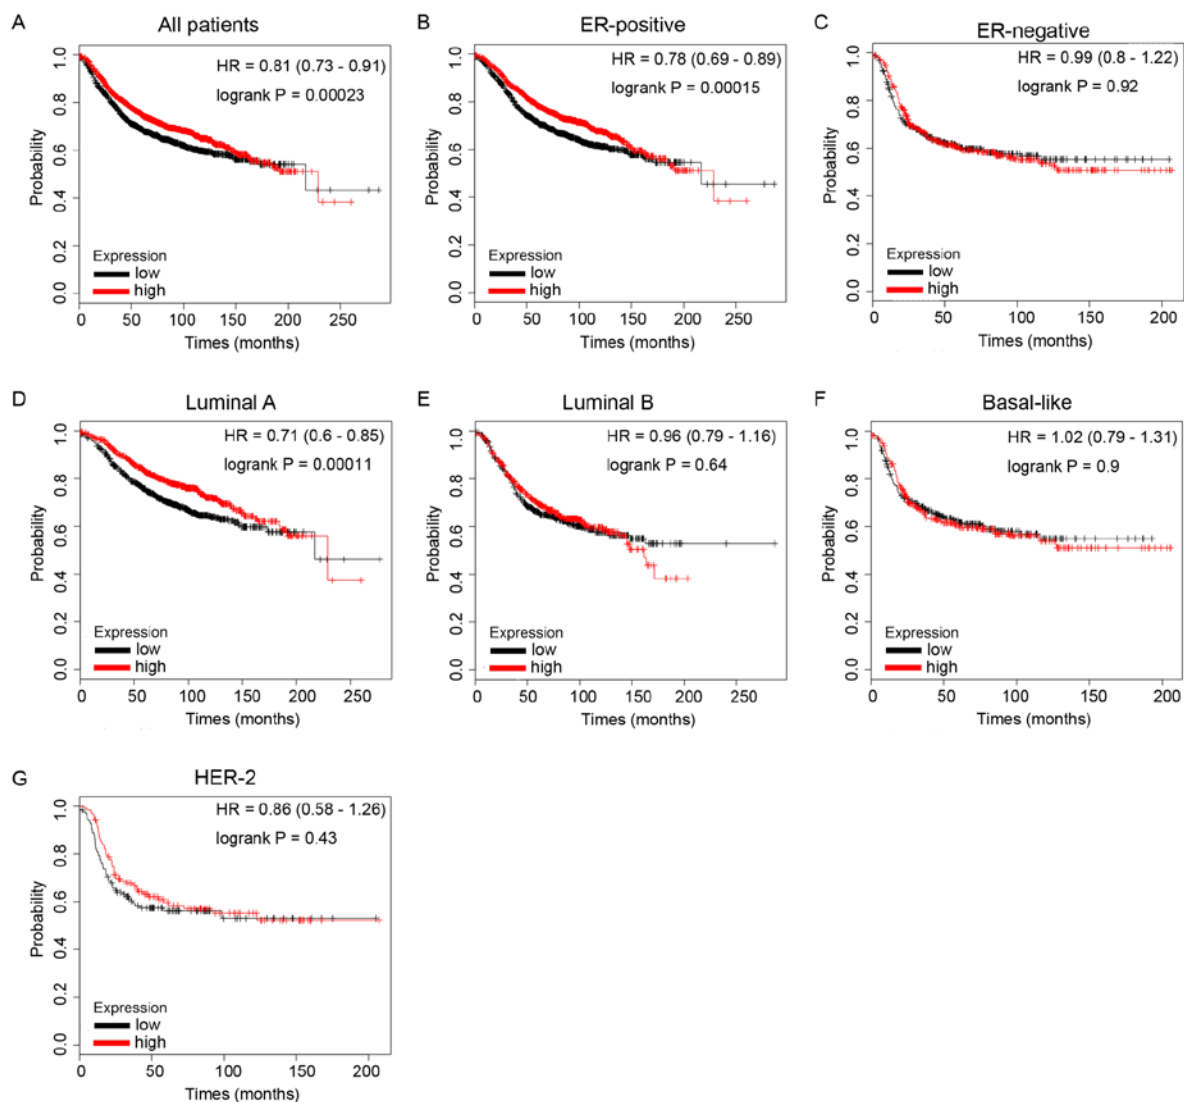 A
All patients
HR = 0.81 (0.73 - 0.91)
logrank P = 0.00023
Probability
0.0 0.2 0.4 0.6 0.8 1.0
Expression
low
high
0 50 100 150 200 250
Times (months)
B
ER-positive
HR = 0.78 (0.69 - 0.89)
logrank P = 0.00015
Probability
0.0 0.2 0.4 0.6 0.8 1.0
Expression
low
high
0 50 100 150 200 250
Times (months)
C
ER-negative
HR = 0.99 (0.8 - 1.22)
logrank P = 0.92
Probability
0.0 0.2 0.4 0.6 0.8 1.0
Expression
low
high
0 50 100 150 200
Times (months)
D
Luminal A
HR = 0.71 (0.6 - 0.85)
logrank P = 0.00011
Probability
0.0 0.2 0.4 0.6 0.8 1.0
Expression
low
high
0 50 100 150 200 250
Times (months)
E
Luminal B
HR = 0.96 (0.79 - 1.16)
logrank P = 0.64
Probability
0.0 0.2 0.4 0.6 0.8 1.0
Expression
low
high
0 50 100 150 200 250
Times (months)
F
Basal-like
HR = 1.02 (0.79 - 1.31)
logrank P = 0.9
Probability
0.0 0.2 0.4 0.6 0.8 1.0
Expression
low
high
0 50 100 150 200
Times (months)
G
HER-2
HR = 0.86 (0.58 - 1.26)
logrank P = 0.43
Probability
0.0 0.2 0.4 0.6 0.8 1.0
Expression
low
high
0 50 100 150 200
Times (months)